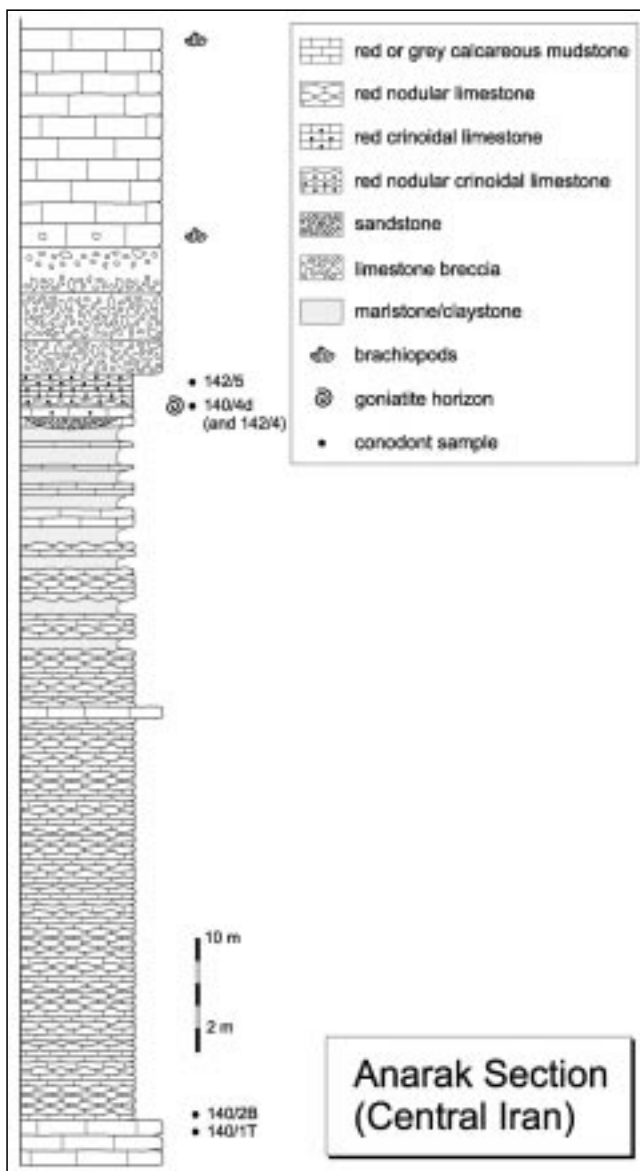 red or grey calcareous mudstone
red nodular limestone
red crinoidal limestone
red nodular crinoidal limestone
sandstone
limestone breccia
marlstone/claystone
brachiopods
goniatite horizon
conodont sample
142/5
140/4d
(and 142/4)
10 m
2 m
140/2B
140/1T
Anarak Section
(Central Iran)